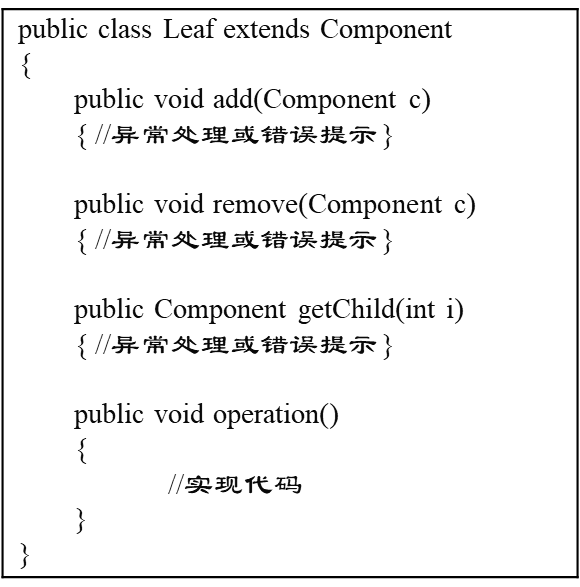 public class Leaf extends Component
{
public void add(Component c)
{ //异常处理或错误提示 }
public void remove(Component c)
{ //异常处理或错误提示 }
public Component getChild(int i)
{ //异常处理或错误提示 }
public void operation()
{
//实现代码
}
}